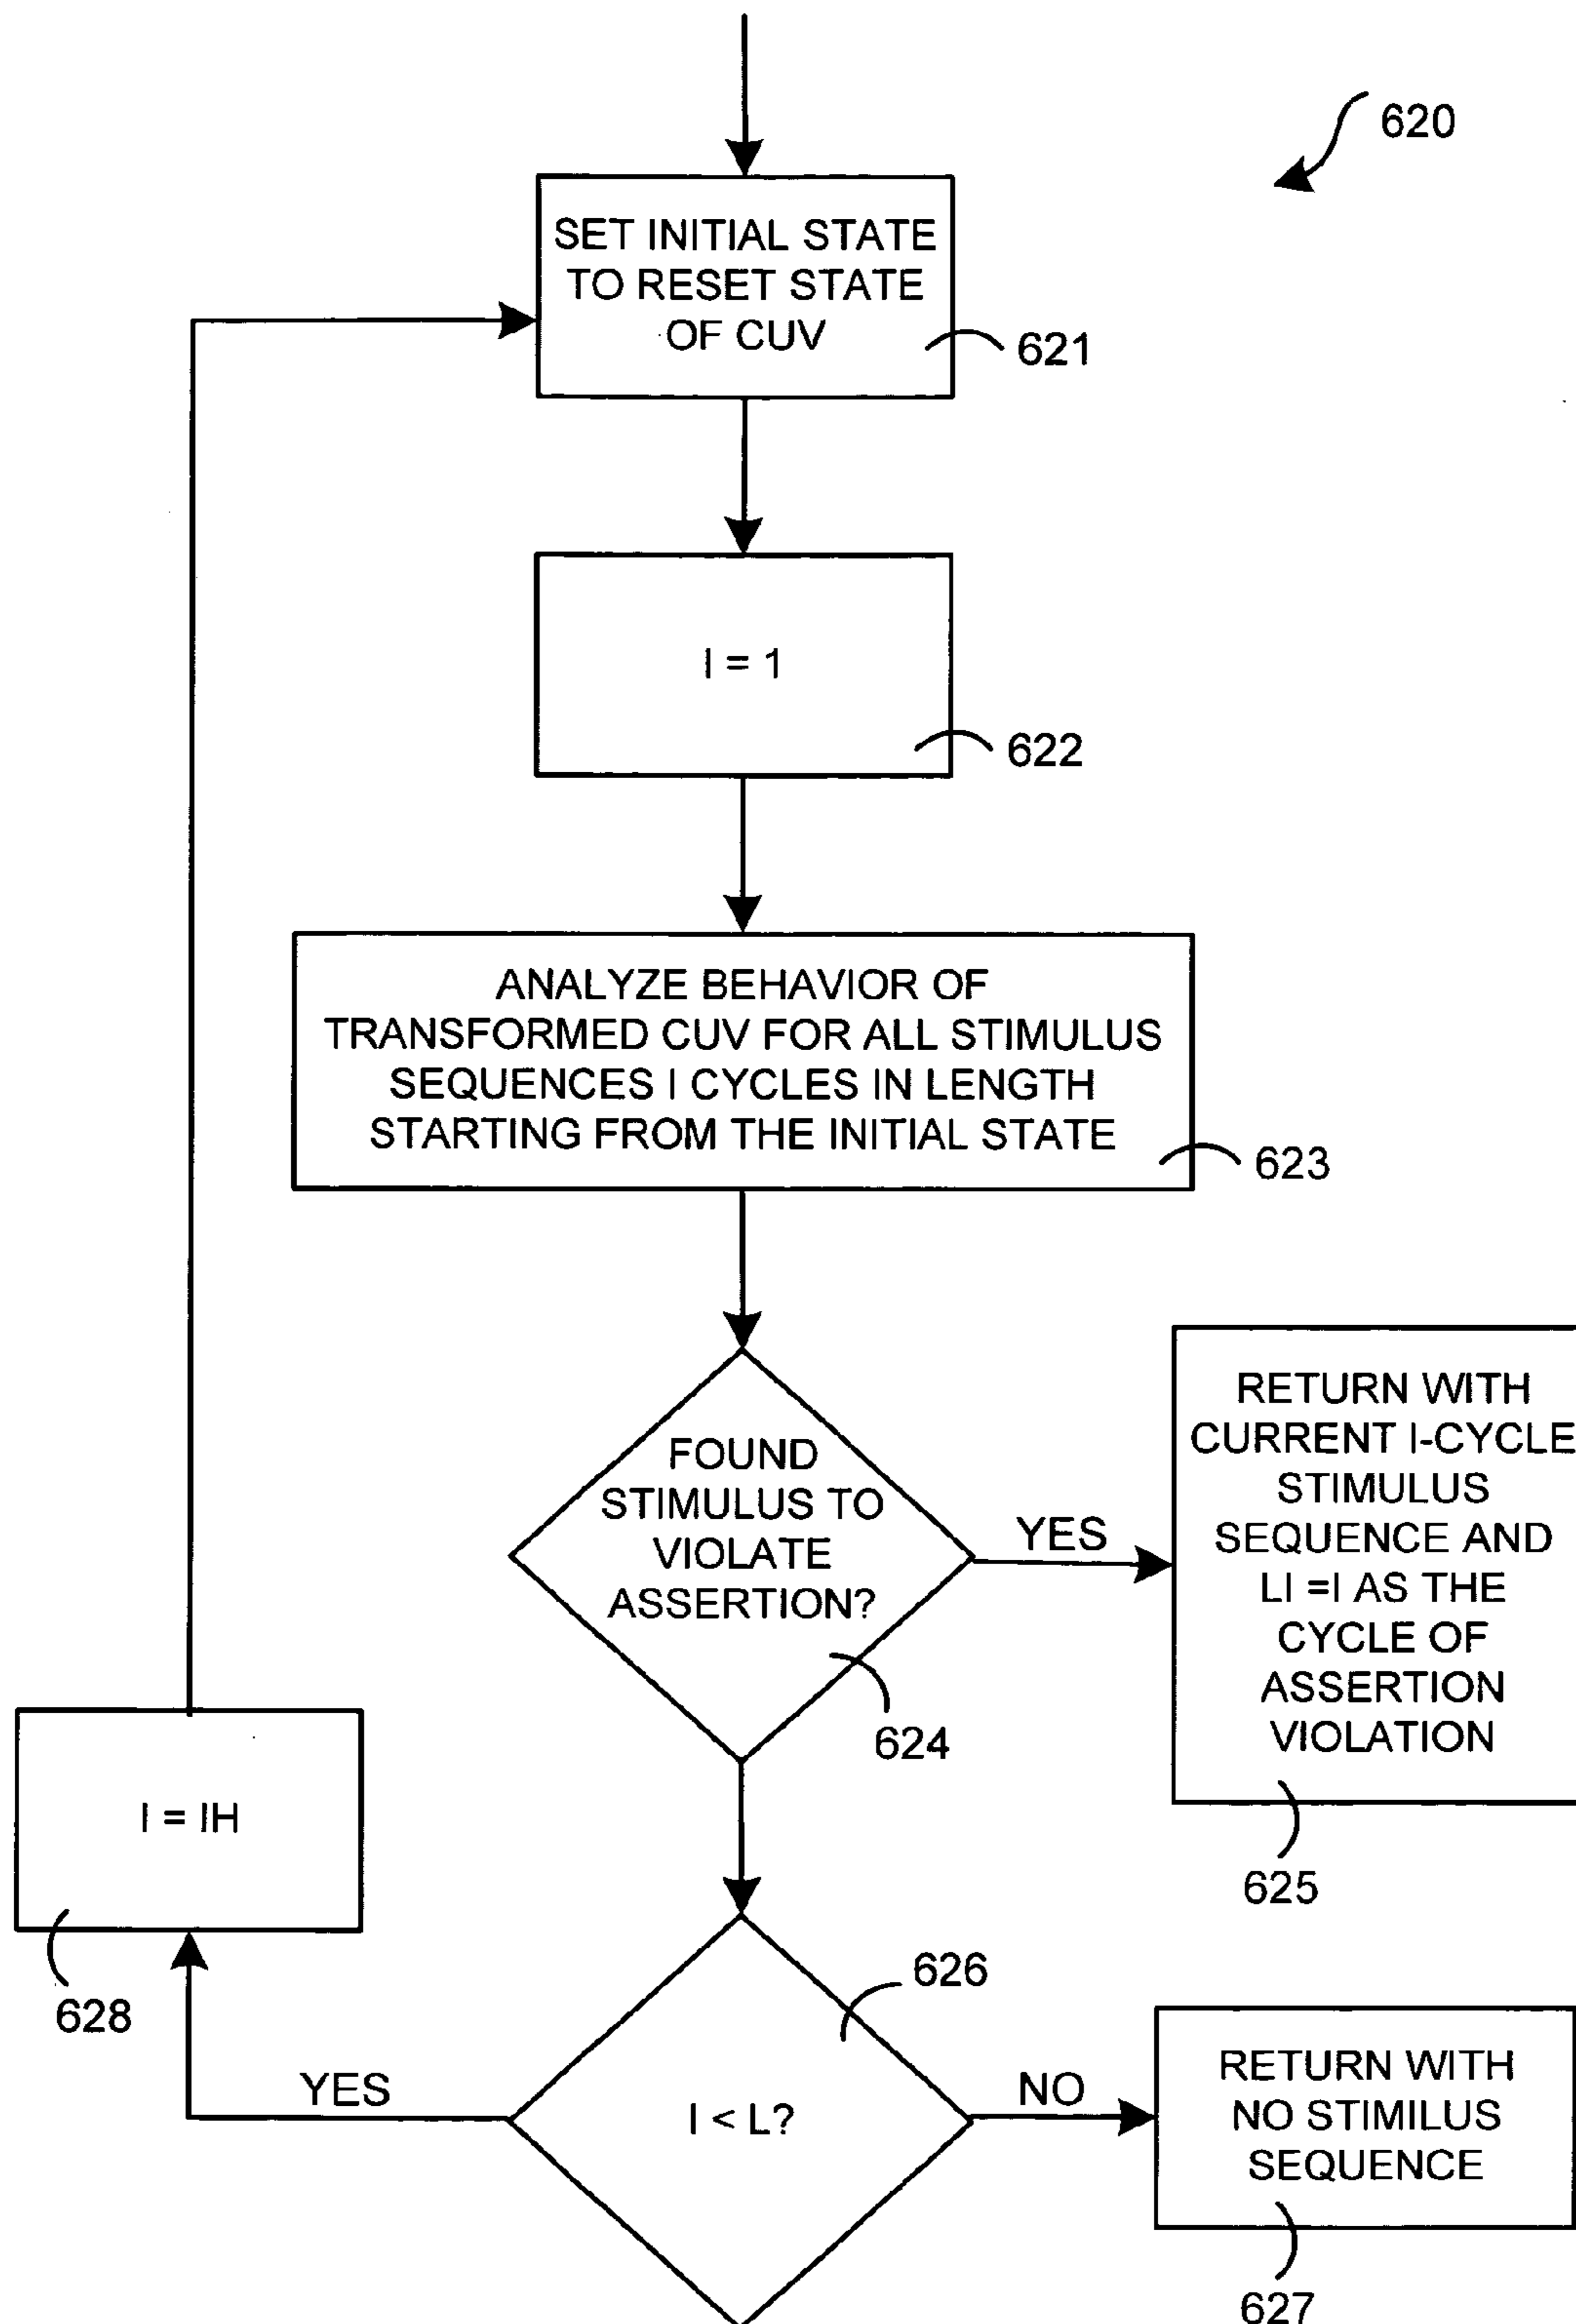 620
SET INITIAL STATE
TO RESET STATE
OF CUV
621
I = 1
622
ANALYZE BEHAVIOR OF
TRANSFORMED CUV FOR ALL STIMULUS
SEQUENCES I CYCLES IN LENGTH
STARTING FROM THE INITIAL STATE
623
FOUND
STIMULUS TO
VIOLATE
ASSERTION?
624
YES
RETURN WITH
CURRENT I-CYCLE
STIMULUS
SEQUENCE AND
LI =I AS THE
CYCLE OF
ASSERTION
VIOLATION
625
I = IH
628
626
I < L?
YES
NO
RETURN WITH
NO STIMILUS
SEQUENCE
627